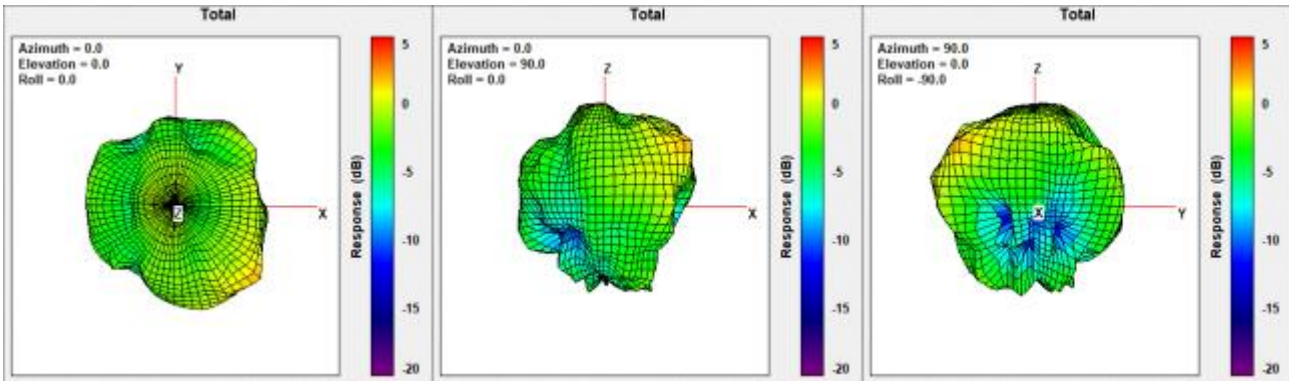 Total
Azimuth = 0.0
Elevation = 0.0
Roll = 0.0
Y
Z
X
5
0
-5
-10
-15
-20
Response (dB)
Total
Azimuth = 0.0
Elevation = 90.0
Roll = 0.0
Z
X
5
0
-5
-10
-15
-20
Response (dB)
Total
Azimuth = 90.0
Elevation = 0.0
Roll = -90.0
Z
X
Y
5
0
-5
-10
-15
-20
Response (dB)